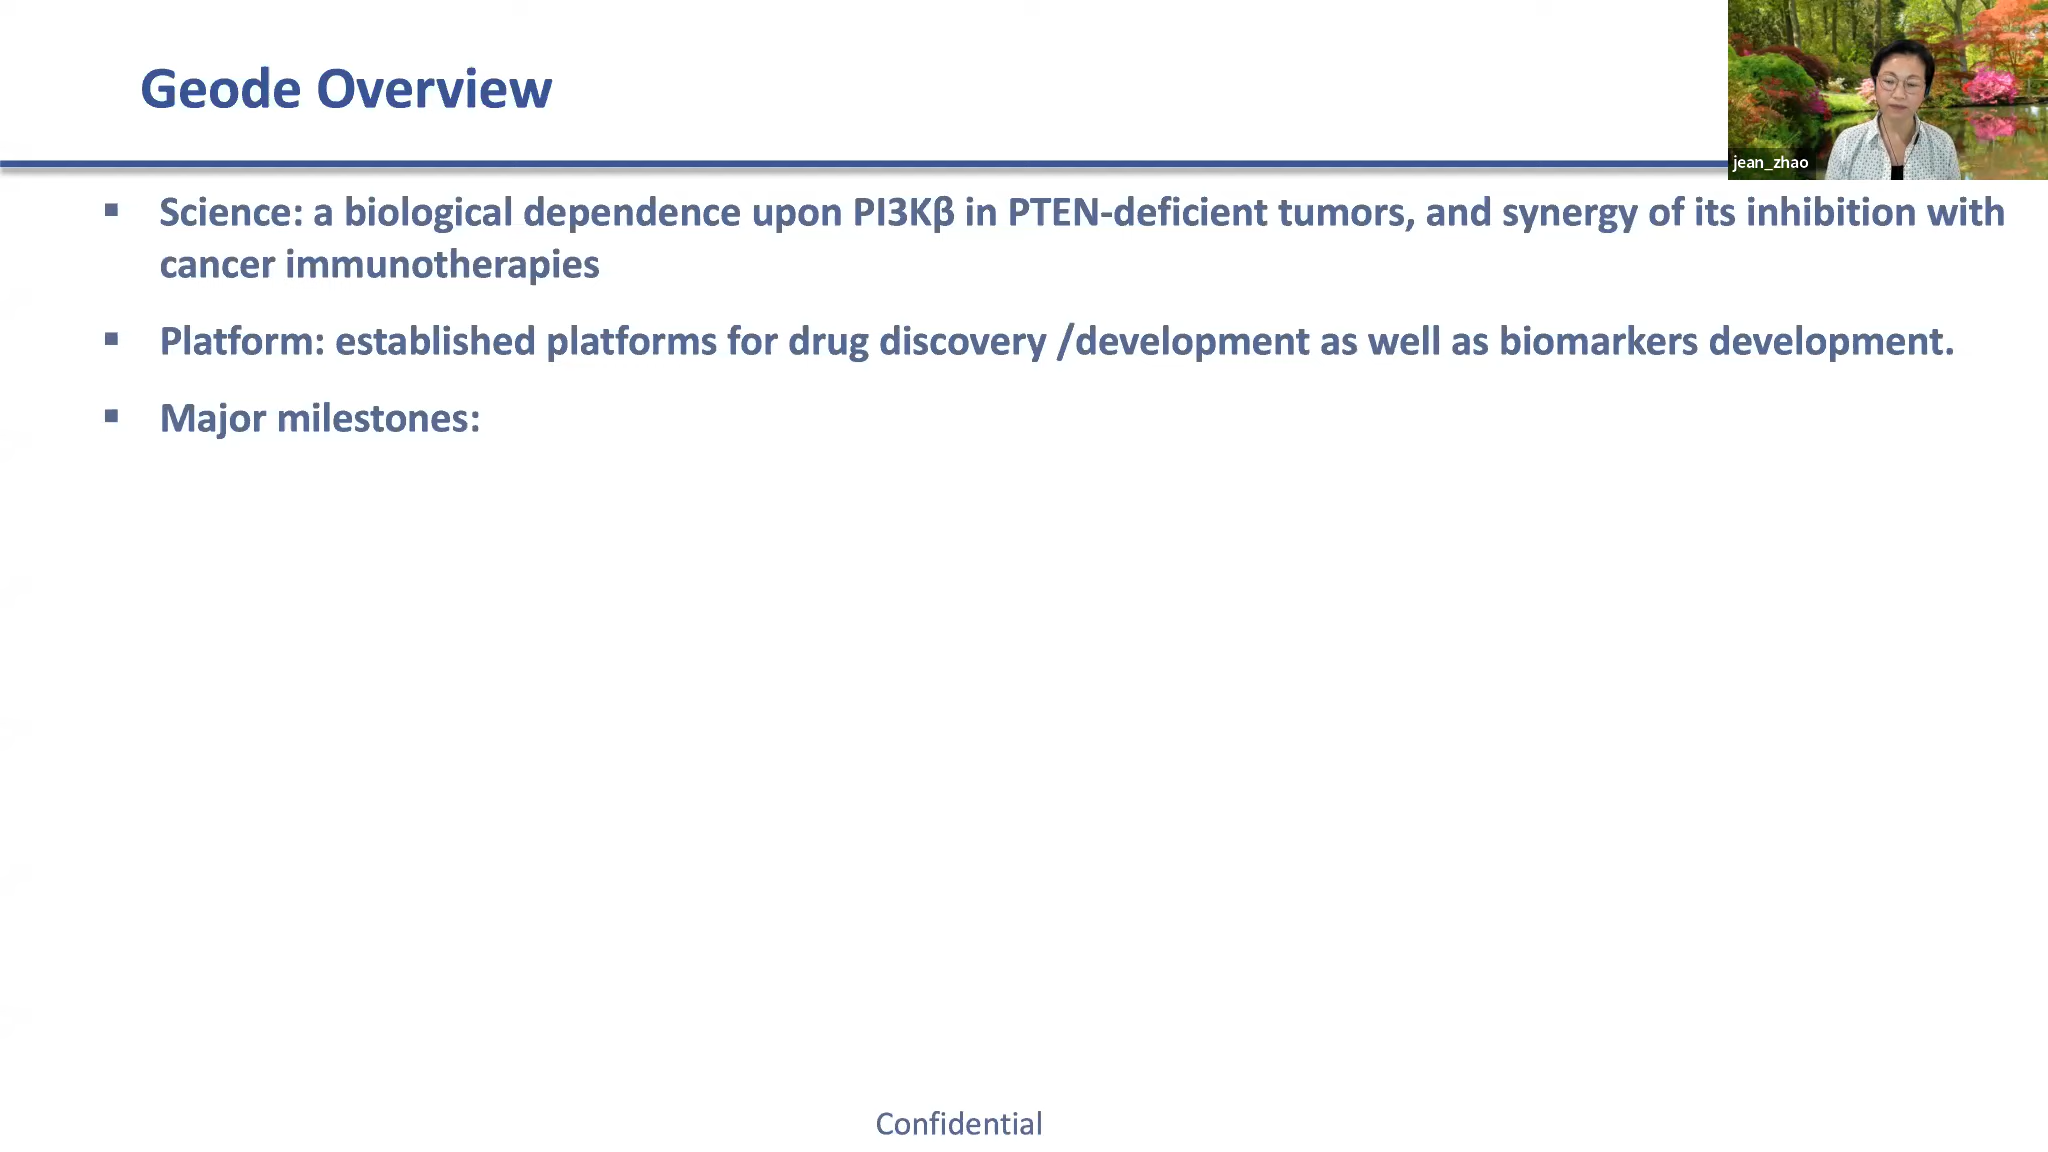 Geode Overview
jean_zhao
▪ Science: a biological dependence upon PI3Kβ in PTEN-deficient tumors, and synergy of its inhibition with
cancer immunotherapies
▪ Platform: established platforms for drug discovery /development as well as biomarkers development.
▪ Major milestones:
Confidential